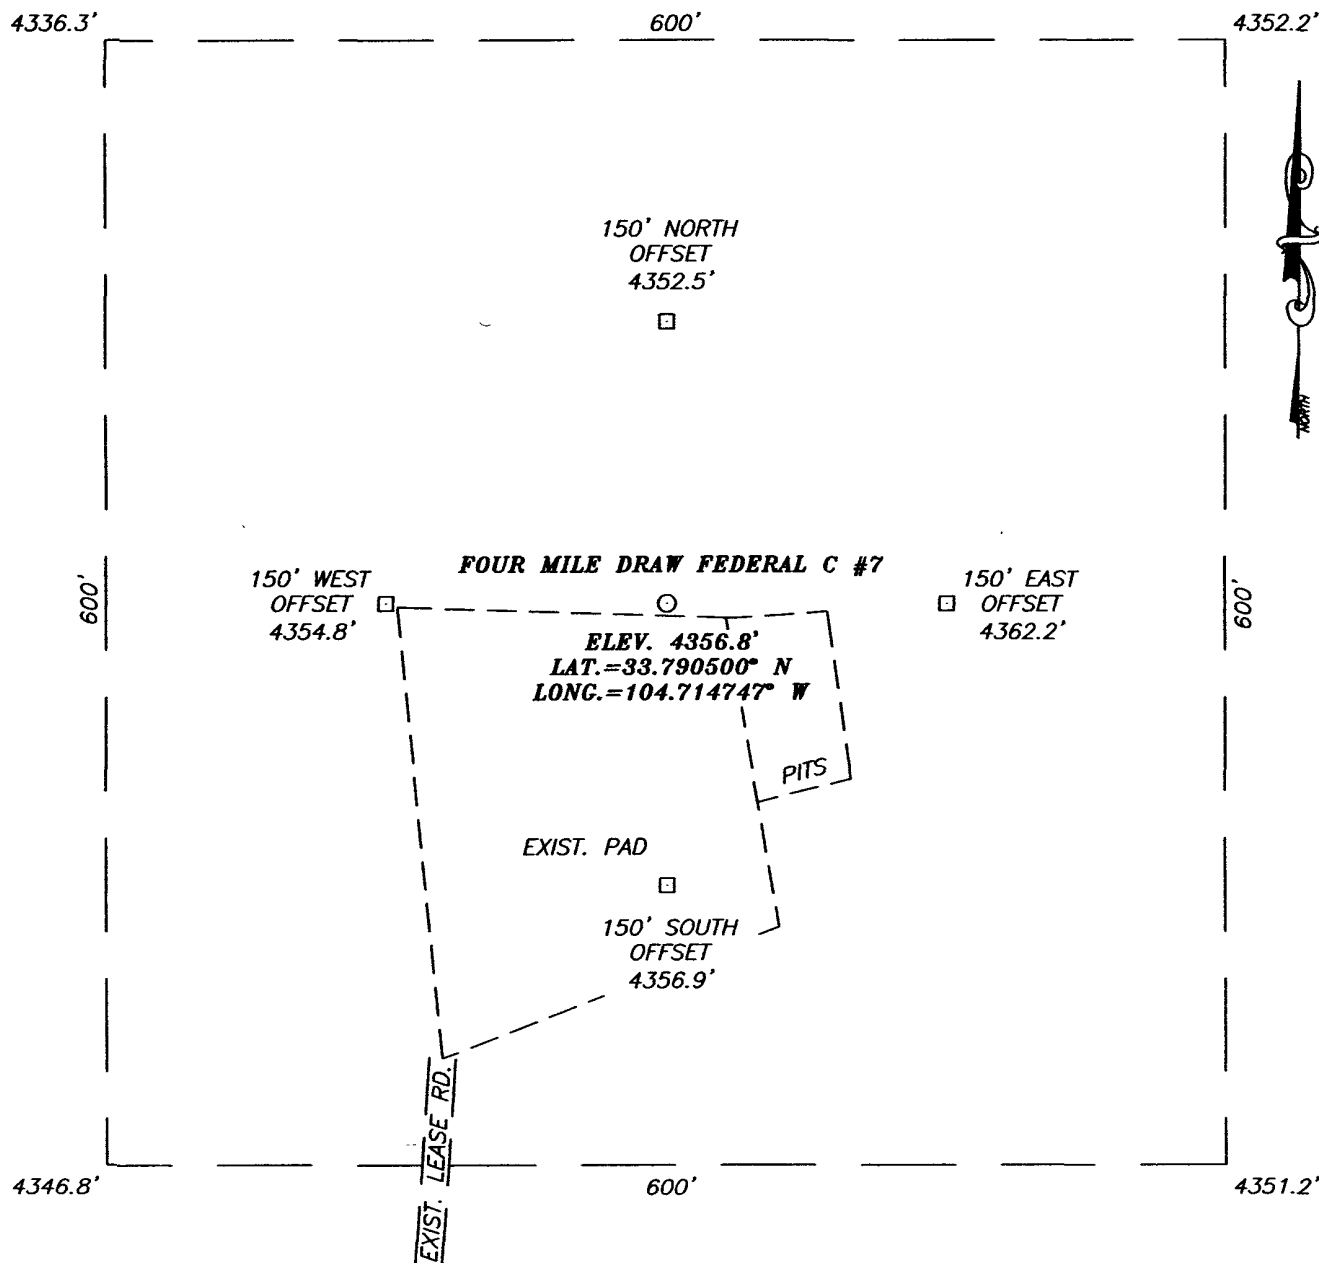 4336.3'
600'
4352.2'
150' NORTH
OFFSET
4352.5'
NORTH
FOUR MILE DRAW FEDERAL C #7
150' WEST
OFFSET
4354.8'
150' EAST
OFFSET
4362.2'
600'
600'
ELEV. 4356.8'
LAT.=33.790500° N
LONG.=104.714747° W
PITS
EXIST. PAD
150' SOUTH
OFFSET
4356.9'
EXIST. LEASE RD.
4346.8'
600'
4351.2'